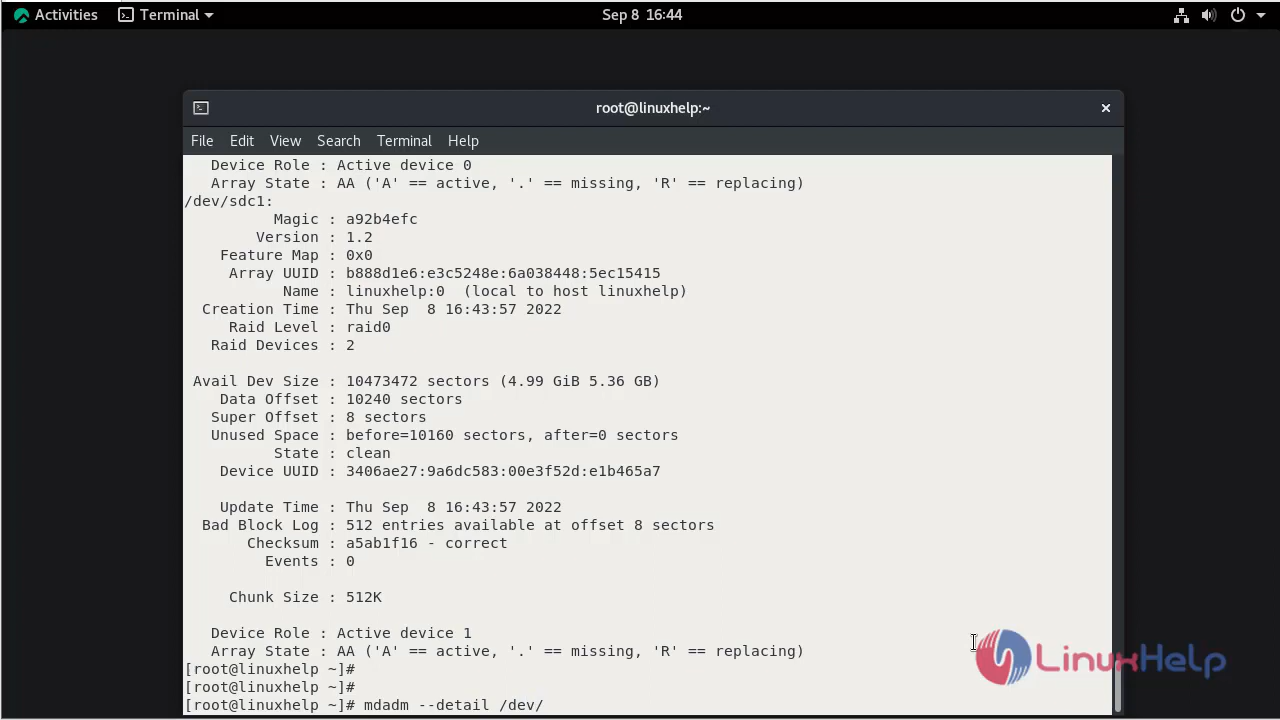 Activities Terminal Sep 8 16:44
root@linuxhelp:~
File Edit View Search Terminal Help
Device Role : Active device 0
Array State : AA ('A' == active, '.' == missing, 'R' == replacing)
/dev/sdc1:
Magic : a92b4efc
Version : 1.2
Feature Map : 0x0
Array UUID : b888d1e6:e3c5248e:6a038448:5ec15415
Name : linuxhelp:0  (local to host linuxhelp)
Creation Time : Thu Sep  8 16:43:57 2022
Raid Level : raid0
Raid Devices : 2
Avail Dev Size : 10473472 sectors (4.99 GiB 5.36 GB)
Data Offset : 10240 sectors
Super Offset : 8 sectors
Unused Space : before=10160 sectors, after=0 sectors
State : clean
Device UUID : 3406ae27:9a6dc583:00e3f52d:e1b465a7
Update Time : Thu Sep  8 16:43:57 2022
Bad Block Log : 512 entries available at offset 8 sectors
Checksum : a5ab1f16 - correct
Events : 0
Chunk Size : 512K
Device Role : Active device 1
Array State : AA ('A' == active, '.' == missing, 'R' == replacing)
[root@linuxhelp ~]#
[root@linuxhelp ~]#
[root@linuxhelp ~]# mdadm --detail /dev/
LinuxHelp